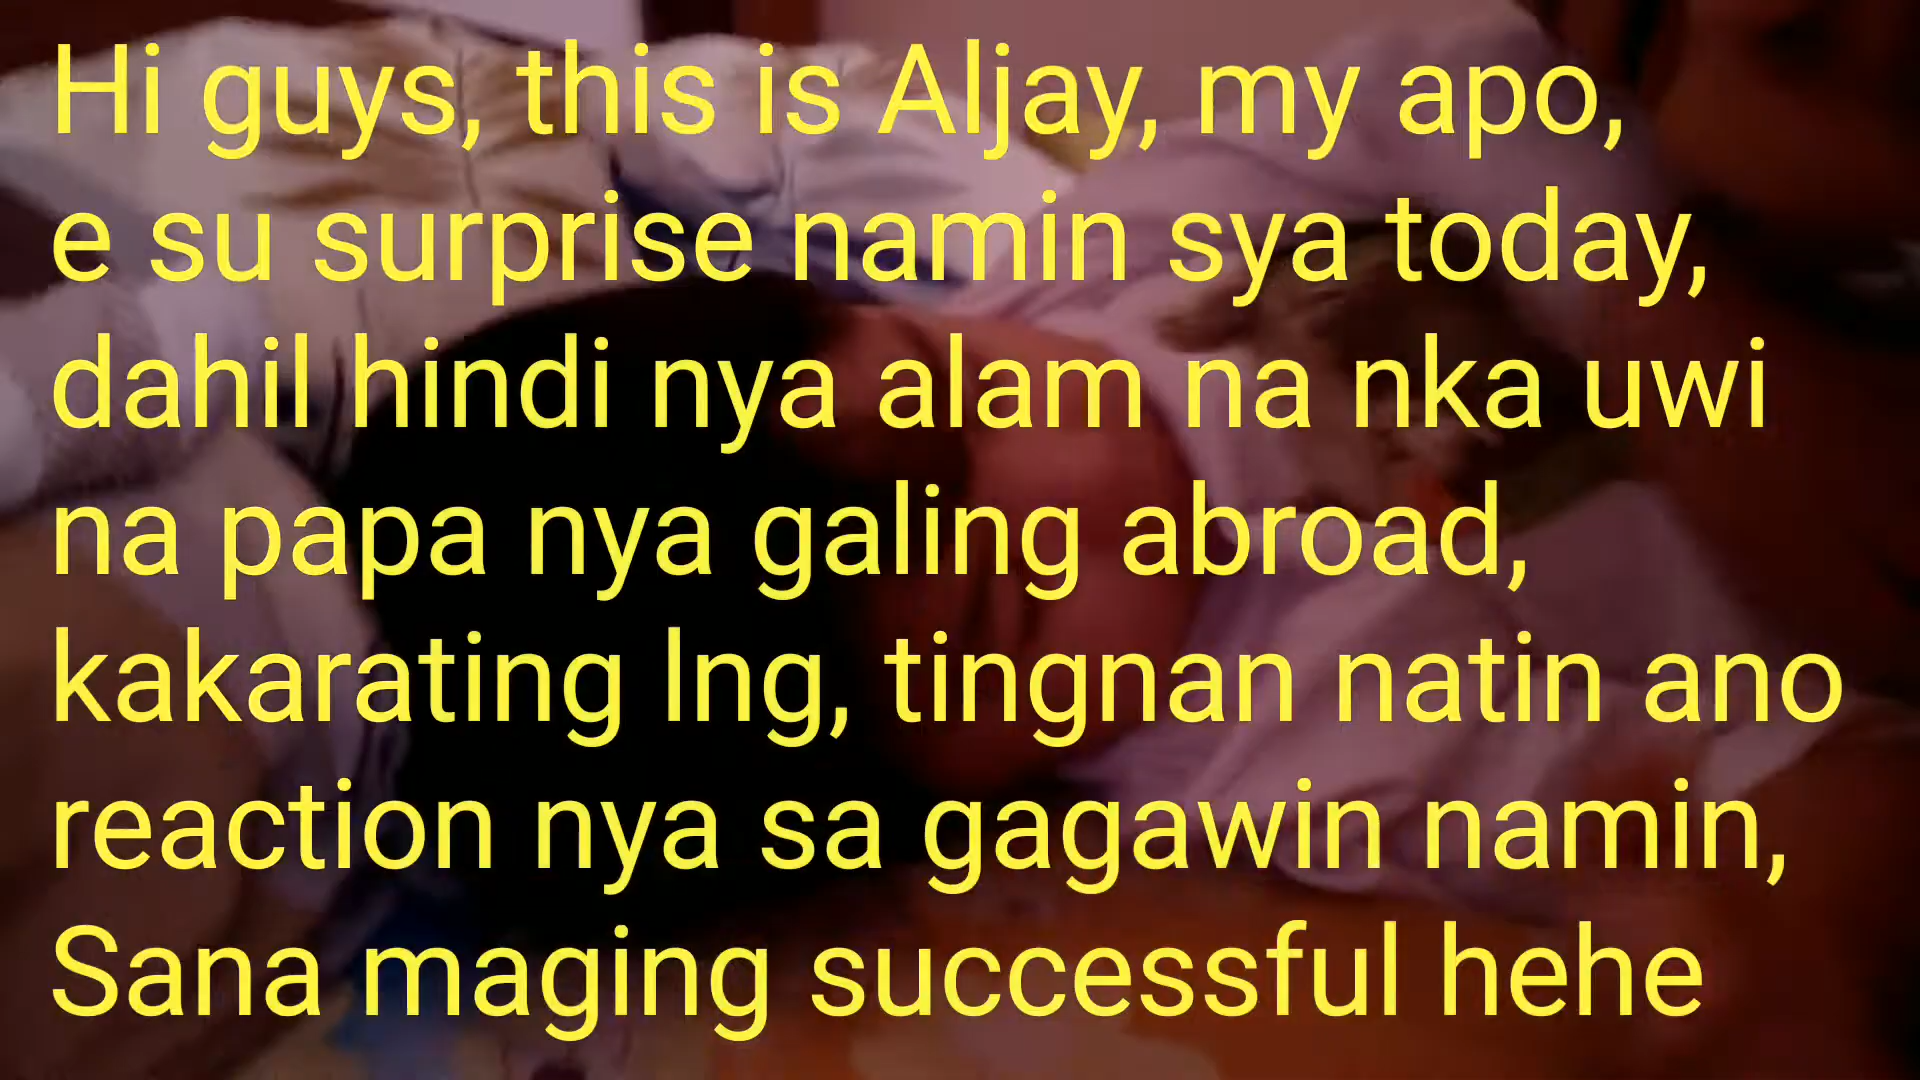 Hi guys, this is Aljay, my apo,
e su surprise namin sya today,
dahil hindi nya alam na nka uwi
na papa nya galing abroad,
kakarating lng, tingnan natin ano
reaction nya sa gagawin namin,
Sana maging successful hehe